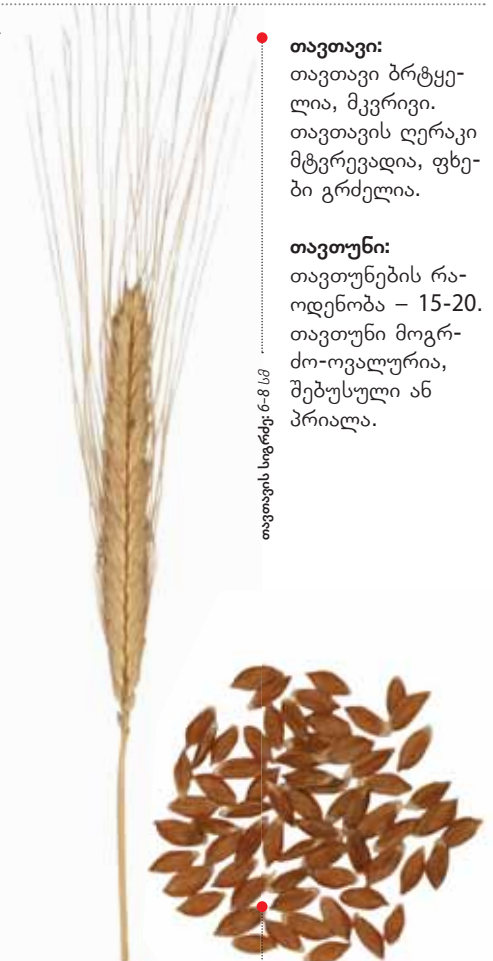 თავთავი:
თავთავი ბრტყე-
ლია, მკვრივი.
თავთავის ღერაკი
მტვრევადია, ფხე-
ბი გრძელია.
თავთუნი:
თავთუნების რა-
ოდენობა – 15-20.
თავთუნი მოგრ-
ძო-ოვალურია,
შებუსული ან
პრიალა.
თავთავის სიგრძე: 6-8 სმ